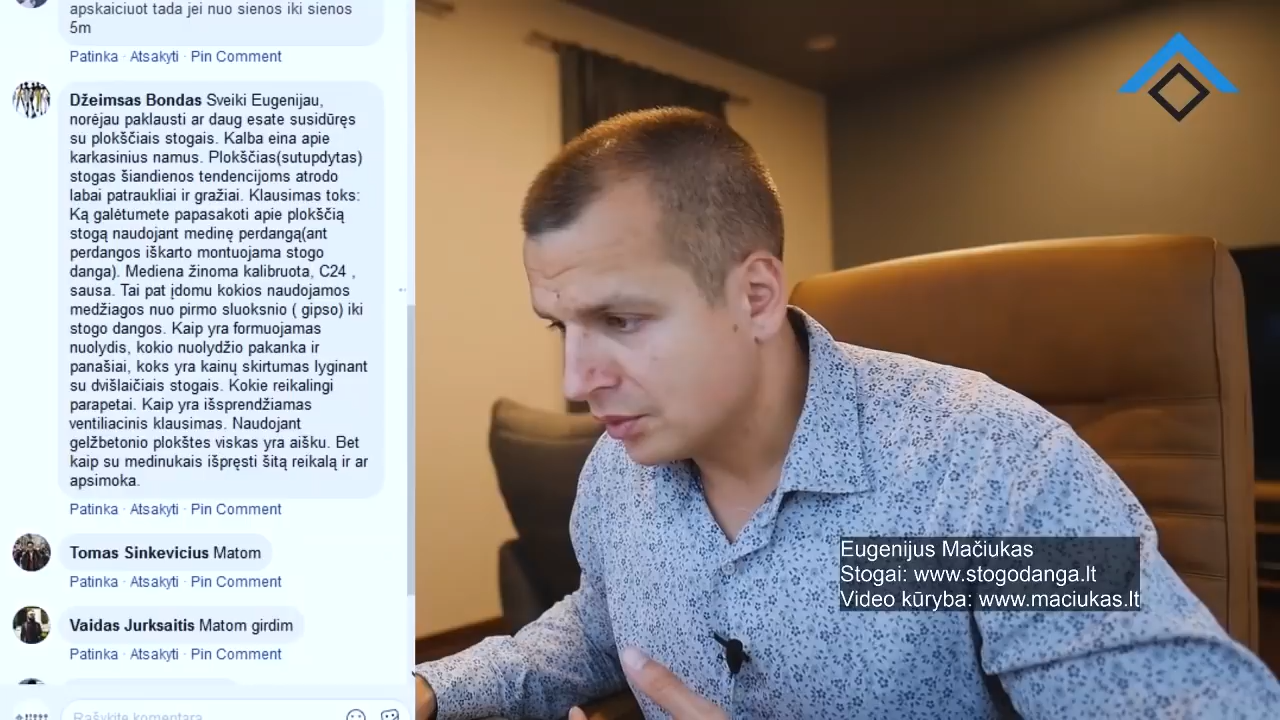 apskaiciuot tada jei nuo sienos iki sienos
5m
Patinka · Atsakyti · Pin Comment
Džeimsas Bondas Sveiki Eugenijau,
norėjau paklausti ar daug esate susidūręs
su plokščiais stogais. Kalba eina apie
karkasinius namus. Plokščias(sutupdytas)
stogas šiandienos tendencijoms atrodo
labai patraukliai ir gražiai. Klausimas toks:
Ką galėtumete papasakoti apie plokščią
stogą naudojant medinę perdangą(ant
perdangos iškarto montuojama stogo
danga). Mediena žinoma kalibruota, C24 ,
sausa. Tai pat įdomu kokios naudojamos
medžiagos nuo pirmo sluoksnio ( gipso) iki
stogo dangos. Kaip yra formuojamas
nuolydis, kokio nuolydžio pakanka ir
panašiai, koks yra kainų skirtumas lyginant
su dvišlaičiais stogais. Kokie reikalingi
parapetai. Kaip yra išsprendžiamas
ventiliacinis klausimas. Naudojant
gelžbetonio plokštes viskas yra aišku. Bet
kaip su medinukais išpręsti šitą reikalą ir ar
apsimoka.
Patinka · Atsakyti · Pin Comment
Tomas Sinkevicius Matom
Patinka · Atsakyti · Pin Comment
Vaidas Jurksaitis Matom girdim
Patinka · Atsakyti · Pin Comment
Rašykite komentarą
Eugenijus Mačiukas
Stogai: www.stogodanga.lt
Video kūryba: www.maciukas.lt